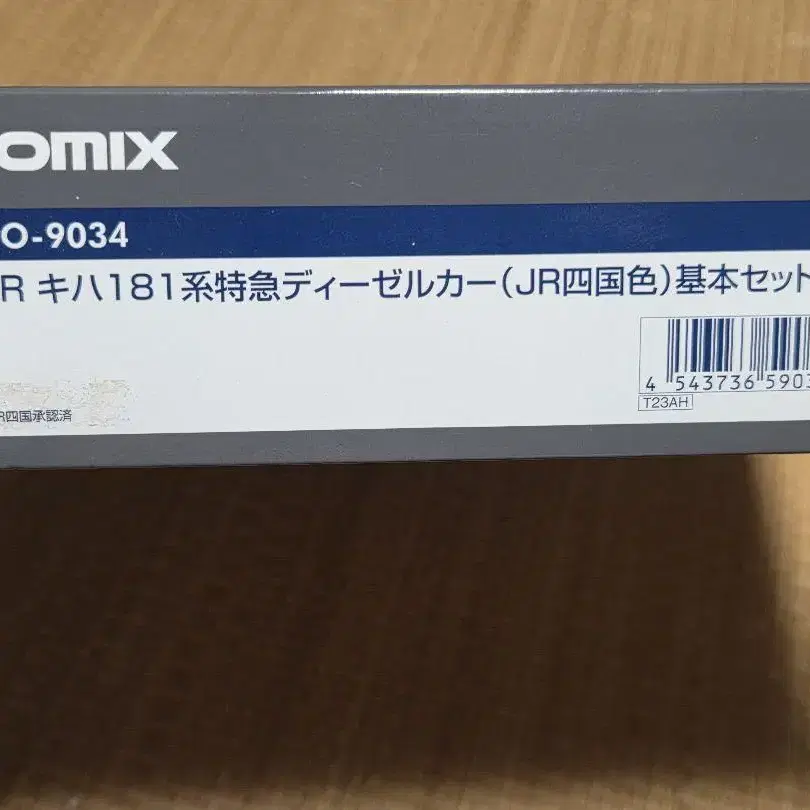 OMIX
O-9034
R キハ181系特急ディーゼルカー(JR四国色)基本セット
4 543736 5903
T23AH
R四国承認済